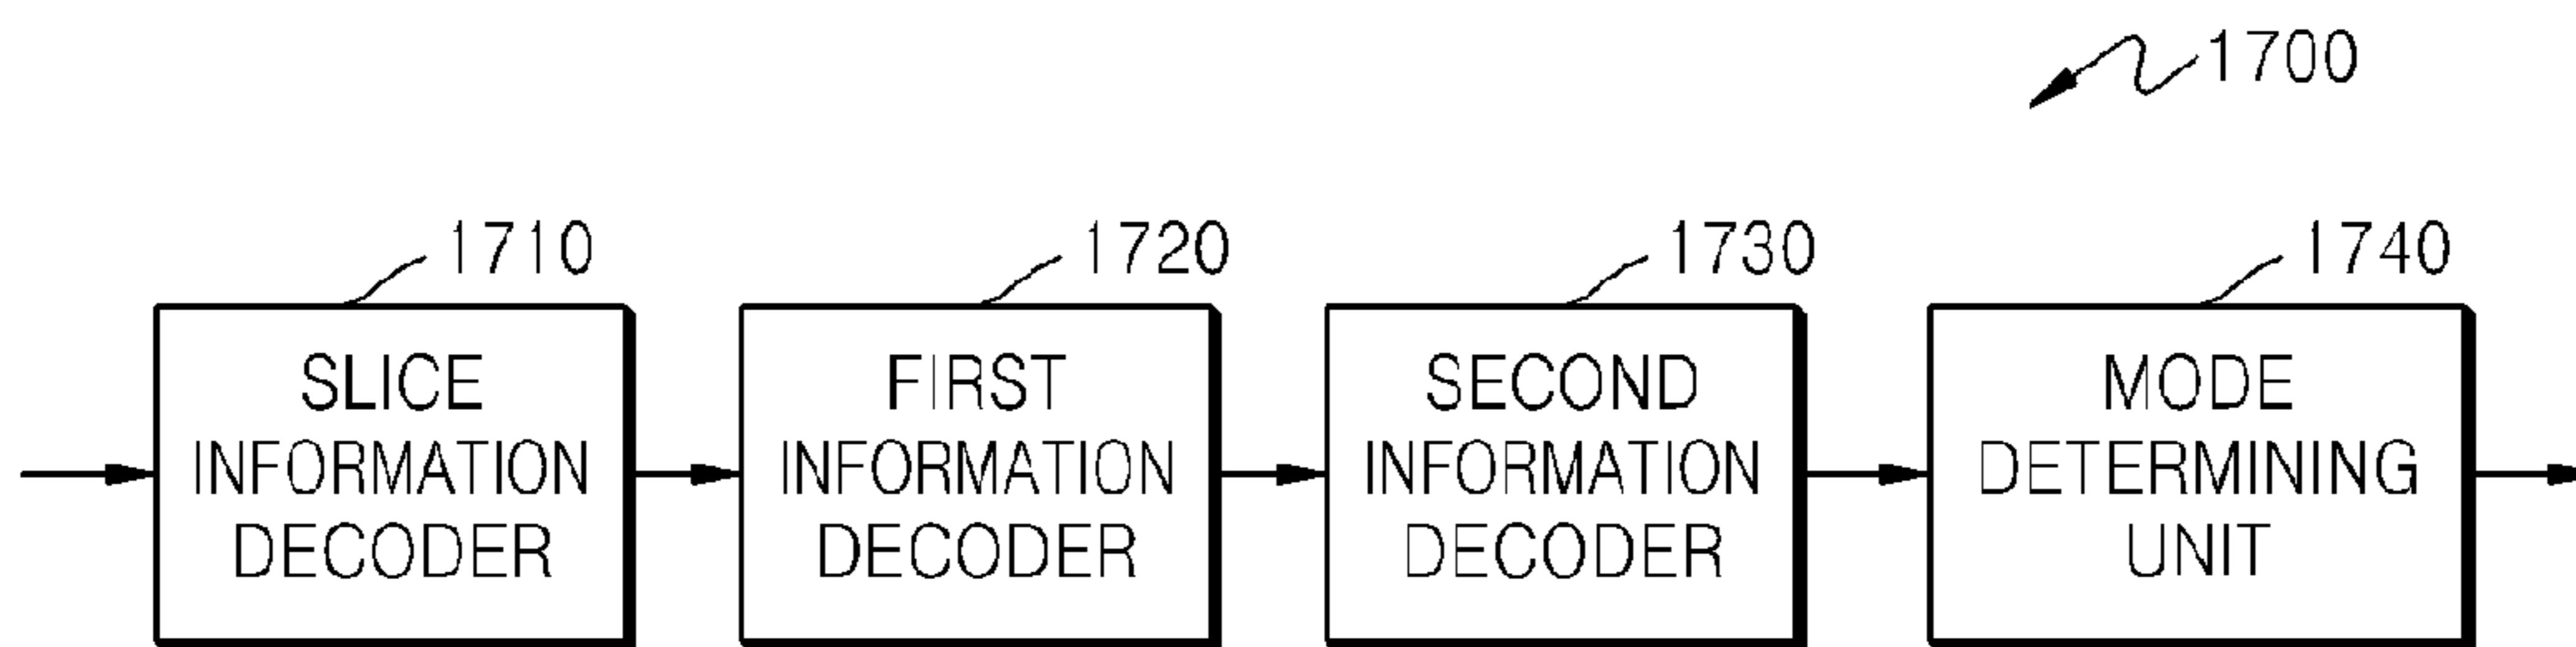 1700
1710
1720
1730
1740
SLICE
INFORMATION
DECODER
FIRST
INFORMATION
DECODER
SECOND
INFORMATION
DECODER
MODE
DETERMINING
UNIT